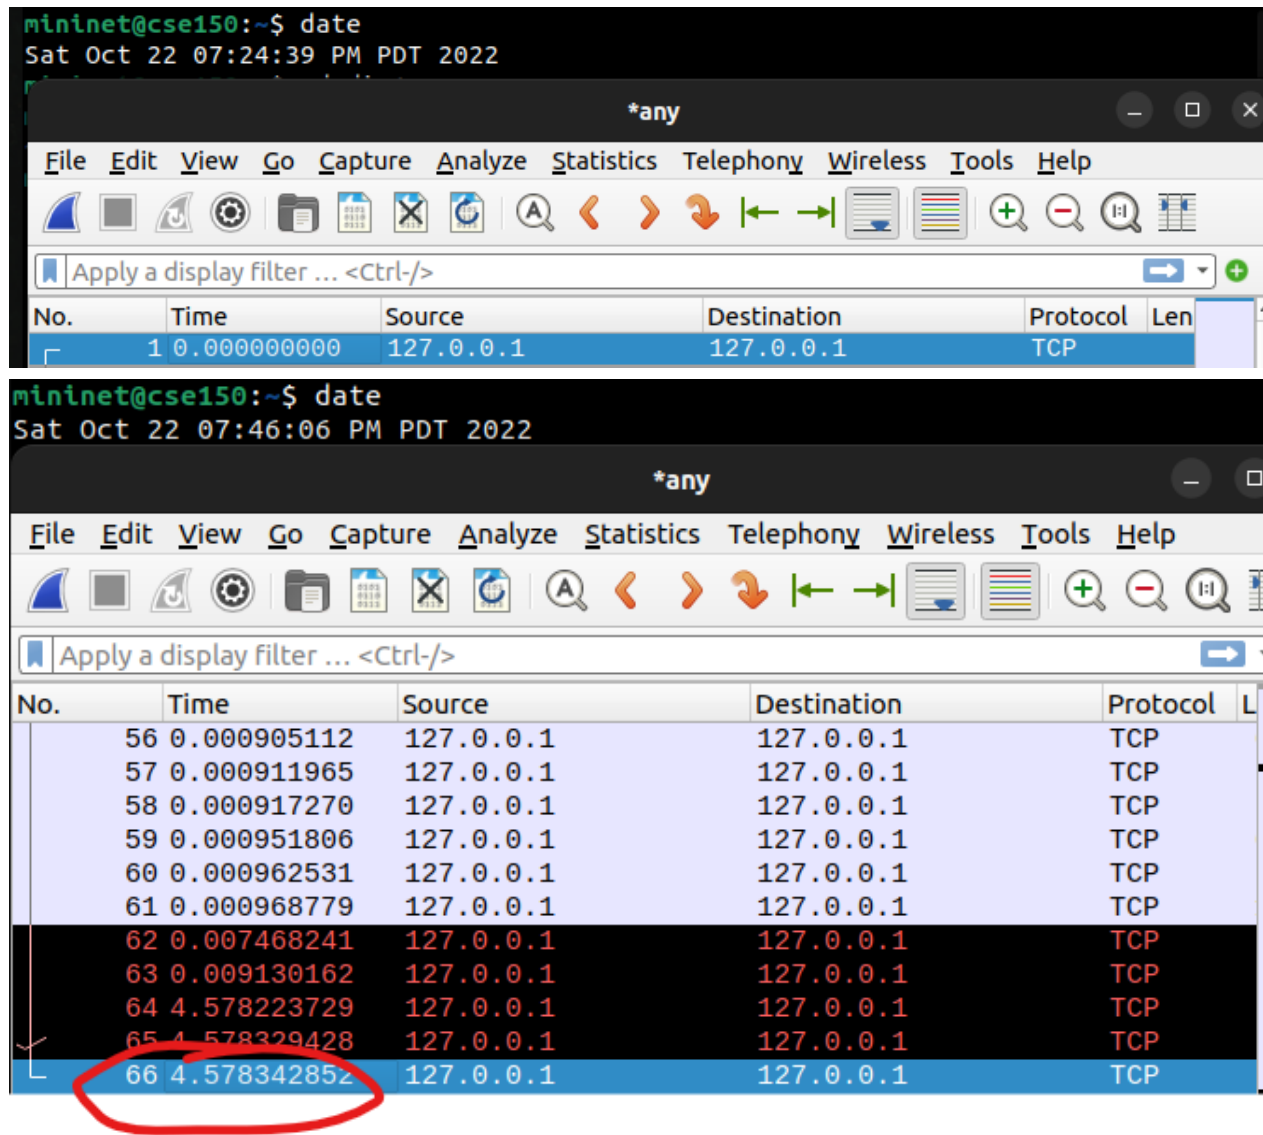 mininet@cse150:~$ date
Sat Oct 22 07:24:39 PM PDT 2022
*any
File Edit View Go Capture Analyze Statistics Telephony Wireless Tools Help
Apply a display filter ... <Ctrl-/>
No. Time Source Destination Protocol Len
1 0.000000000 127.0.0.1 127.0.0.1 TCP
mininet@cse150:~$ date
Sat Oct 22 07:46:06 PM PDT 2022
*any
File Edit View Go Capture Analyze Statistics Telephony Wireless Tools Help
Apply a display filter ... <Ctrl-/>
No. Time Source Destination Protocol L
56 0.000905112 127.0.0.1 127.0.0.1 TCP
57 0.000911965 127.0.0.1 127.0.0.1 TCP
58 0.000917270 127.0.0.1 127.0.0.1 TCP
59 0.000951806 127.0.0.1 127.0.0.1 TCP
60 0.000962531 127.0.0.1 127.0.0.1 TCP
61 0.000968779 127.0.0.1 127.0.0.1 TCP
62 0.007468241 127.0.0.1 127.0.0.1 TCP
63 0.009130162 127.0.0.1 127.0.0.1 TCP
64 4.578223729 127.0.0.1 127.0.0.1 TCP
65 4.578329428 127.0.0.1 127.0.0.1 TCP
66 4.578342852 127.0.0.1 127.0.0.1 TCP